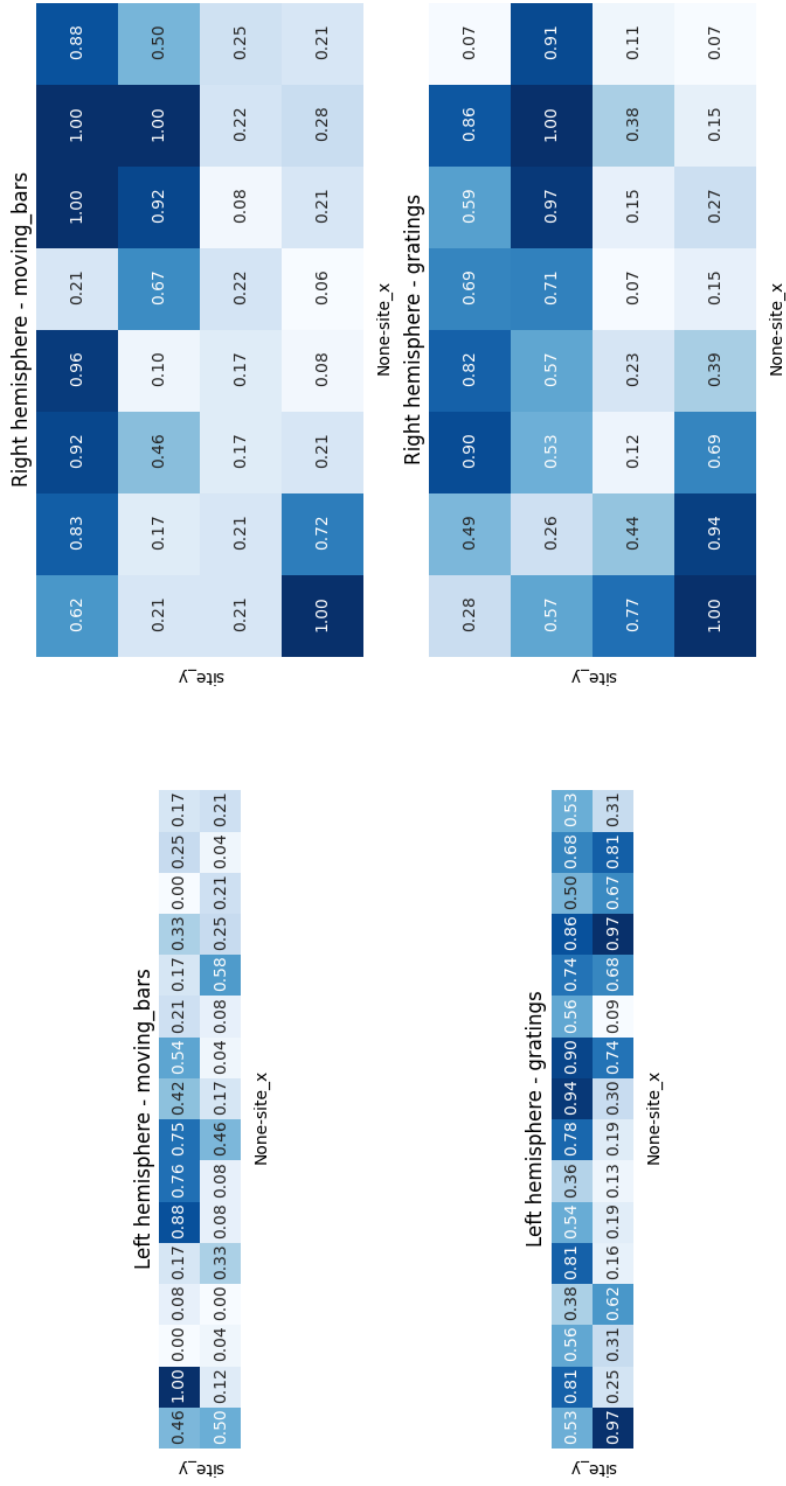 Left hemisphere - moving_bars
site_y
0.46 1.00 0.00 0.08 0.17 0.88 0.76 0.75 0.42 0.54 0.21 0.17 0.33 0.00 0.25 0.17
0.50 0.12 0.04 0.00 0.33 0.08 0.08 0.46 0.17 0.04 0.08 0.58 0.25 0.21 0.04 0.21
None-site_x
Right hemisphere - moving_bars
site_y
0.62 0.83 0.92 0.96 0.21 1.00 1.00 0.88
0.21 0.17 0.46 0.10 0.67 0.92 1.00 0.50
0.21 0.21 0.17 0.17 0.22 0.08 0.22 0.25
1.00 0.72 0.21 0.08 0.06 0.21 0.28 0.21
None-site_x
Left hemisphere - gratings
site_y
0.53 0.81 0.56 0.38 0.81 0.54 0.36 0.78 0.94 0.90 0.56 0.74 0.86 0.50 0.68 0.53
0.97 0.25 0.31 0.62 0.16 0.19 0.13 0.19 0.30 0.74 0.09 0.68 0.97 0.67 0.81 0.31
None-site_x
Right hemisphere - gratings
site_y
0.28 0.49 0.90 0.82 0.69 0.59 0.86 0.07
0.57 0.26 0.53 0.57 0.71 0.97 1.00 0.91
0.77 0.44 0.12 0.23 0.07 0.15 0.38 0.11
1.00 0.94 0.69 0.39 0.15 0.27 0.15 0.07
None-site_x